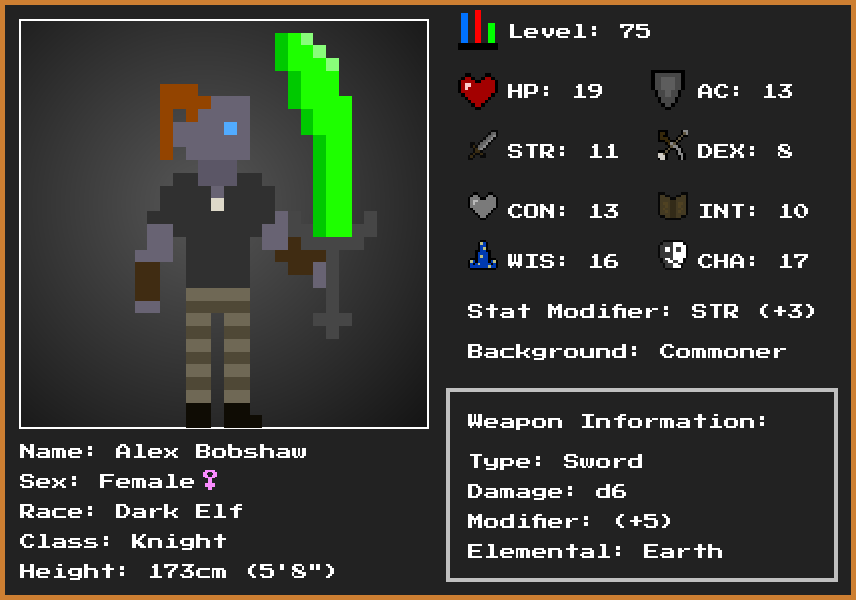 Level: 75
HP: 19 AC: 13
STR: 11 DEX: 8
CON: 13 INT: 10
WIS: 16 CHA: 17
Stat Modifier: STR (+3)
Background: Commoner
Weapon Information:
Type: Sword
Damage: d6
Modifier: (+5)
Elemental: Earth
Name: Alex Bobshaw
Sex: Female♀
Race: Dark Elf
Class: Knight
Height: 173cm (5'8")